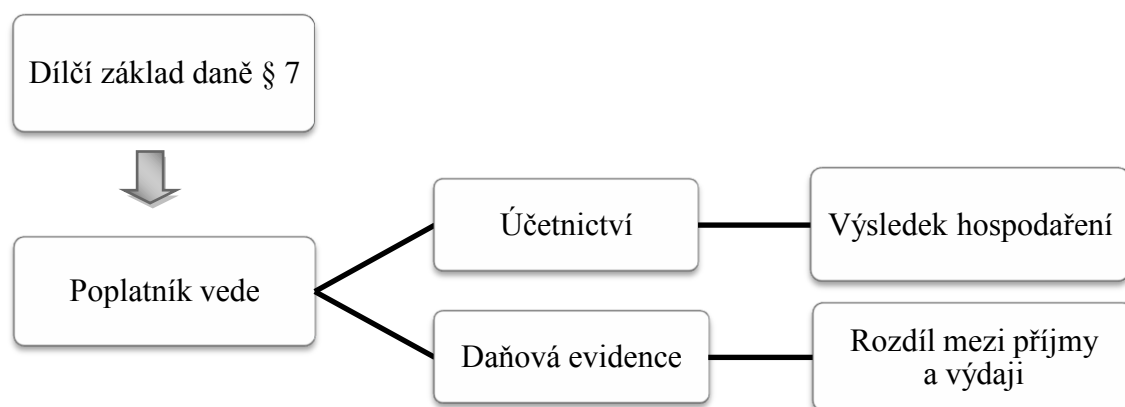 Dílčí základ daně § 7
Účetnictví
Výsledek hospodaření
Poplatník vede
Daňová evidence
Rozdíl mezi příjmy
a výdaji